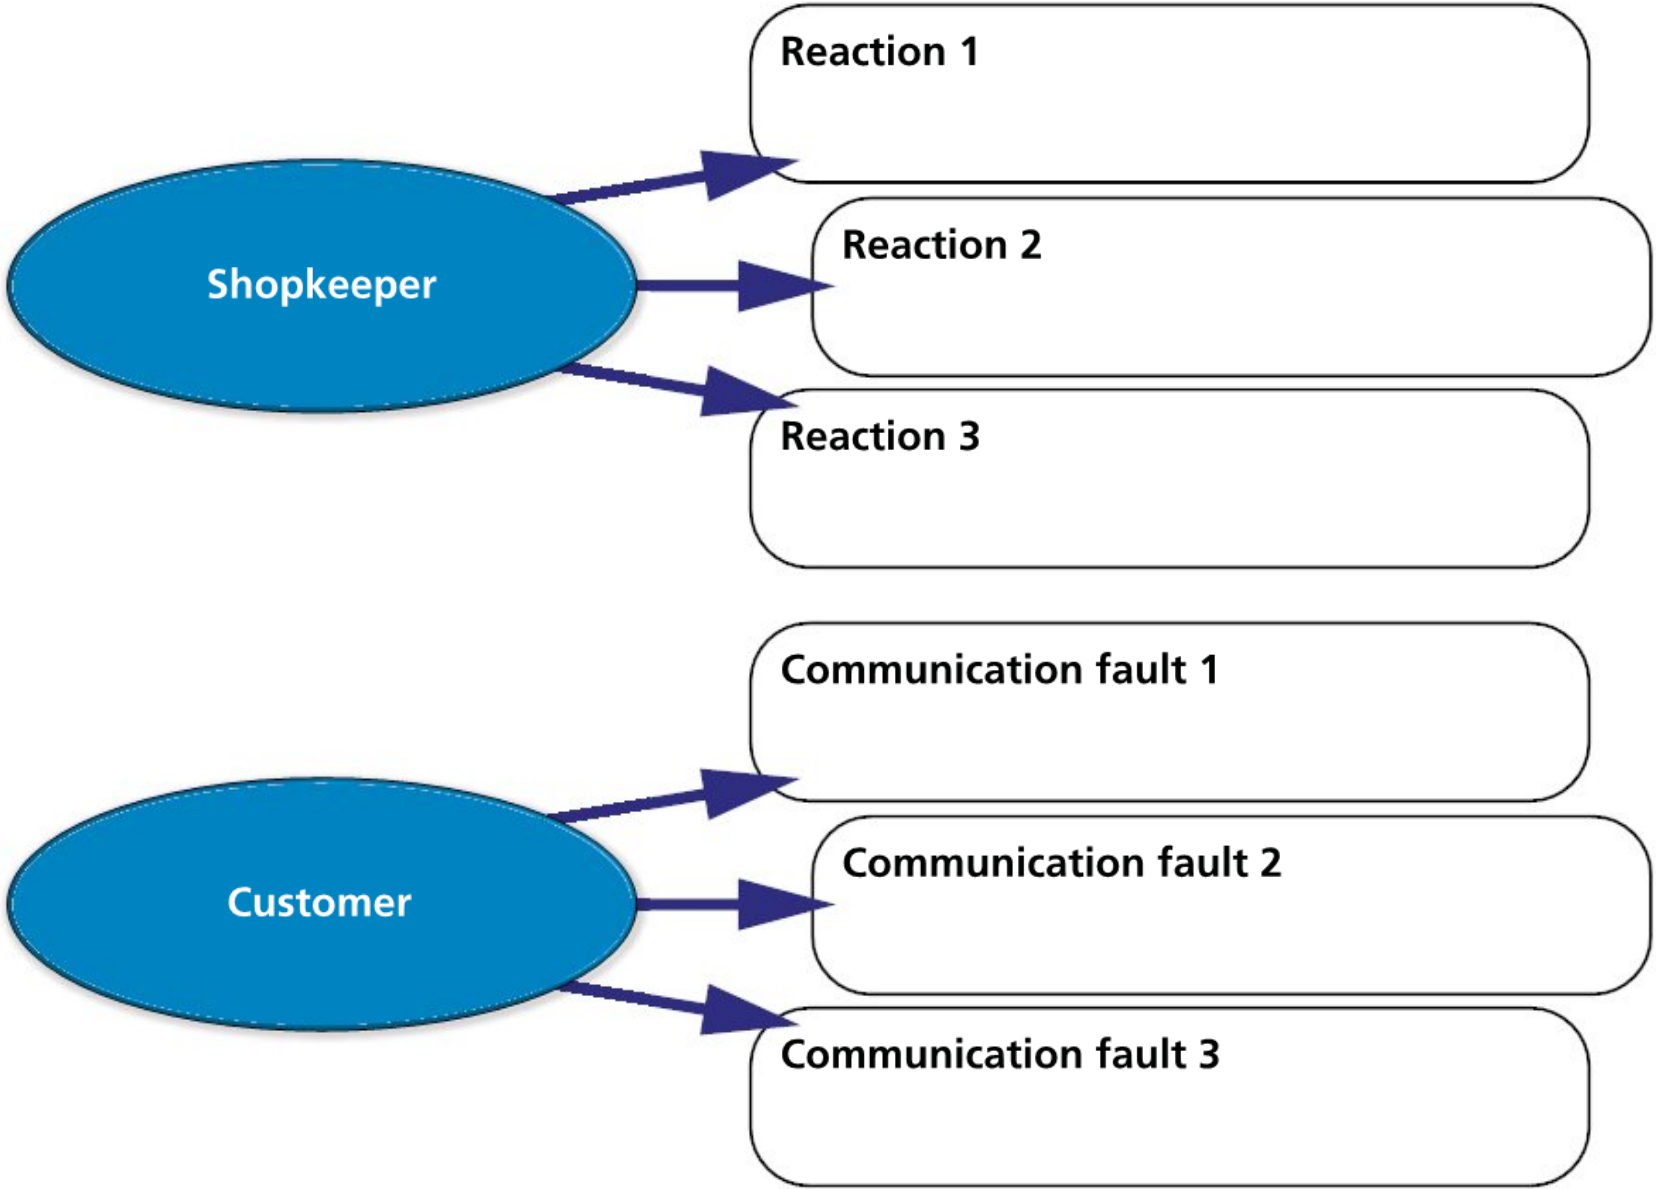 Reaction 1
Shopkeeper
Reaction 2
Reaction 3
Communication fault 1
Customer
Communication fault 2
Communication fault 3